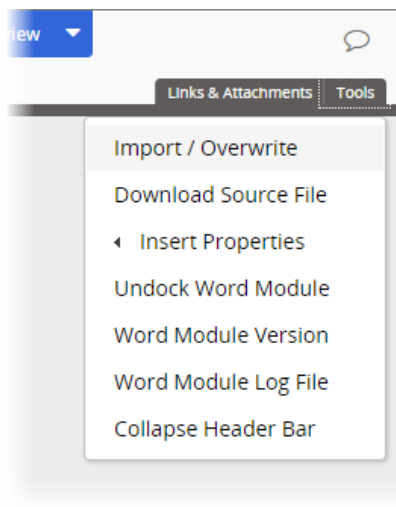 view
Links & Attachments Tools
Import / Overwrite
Download Source File
Insert Properties
Undock Word Module
Word Module Version
Word Module Log File
Collapse Header Bar